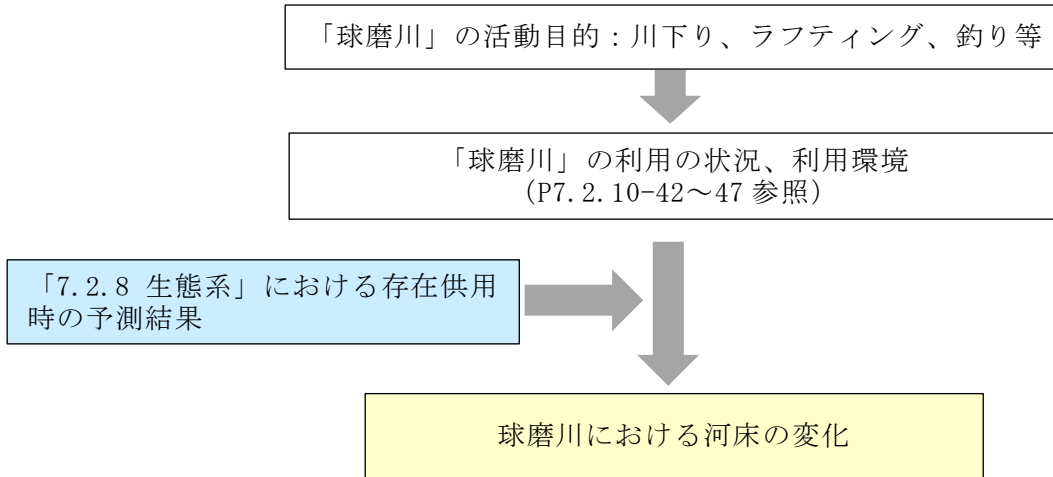 「球磨川」の活動目的：川下り、ラフティング、釣り等
「球磨川」の利用の状況、利用環境
（P7.2.10-42～47 参照）
「7.2.8 生態系」における存在供用
時の予測結果
球磨川における河床の変化